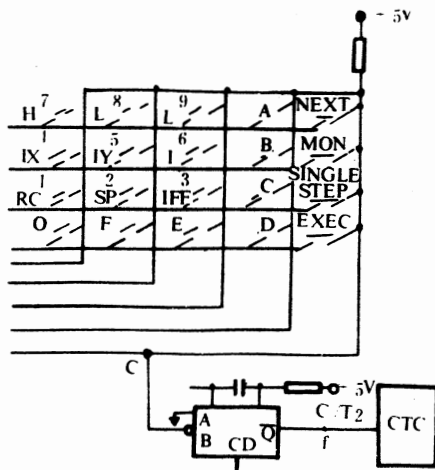 - 5V
7 8 9 NEXT
H L L A
1 5 6 B MON
IX IY I SINGLE
1 2 3 C STEP
RC SP IFF EXEC
O F E D
C
- 5V
A Q C/T2 CTC
B CD f